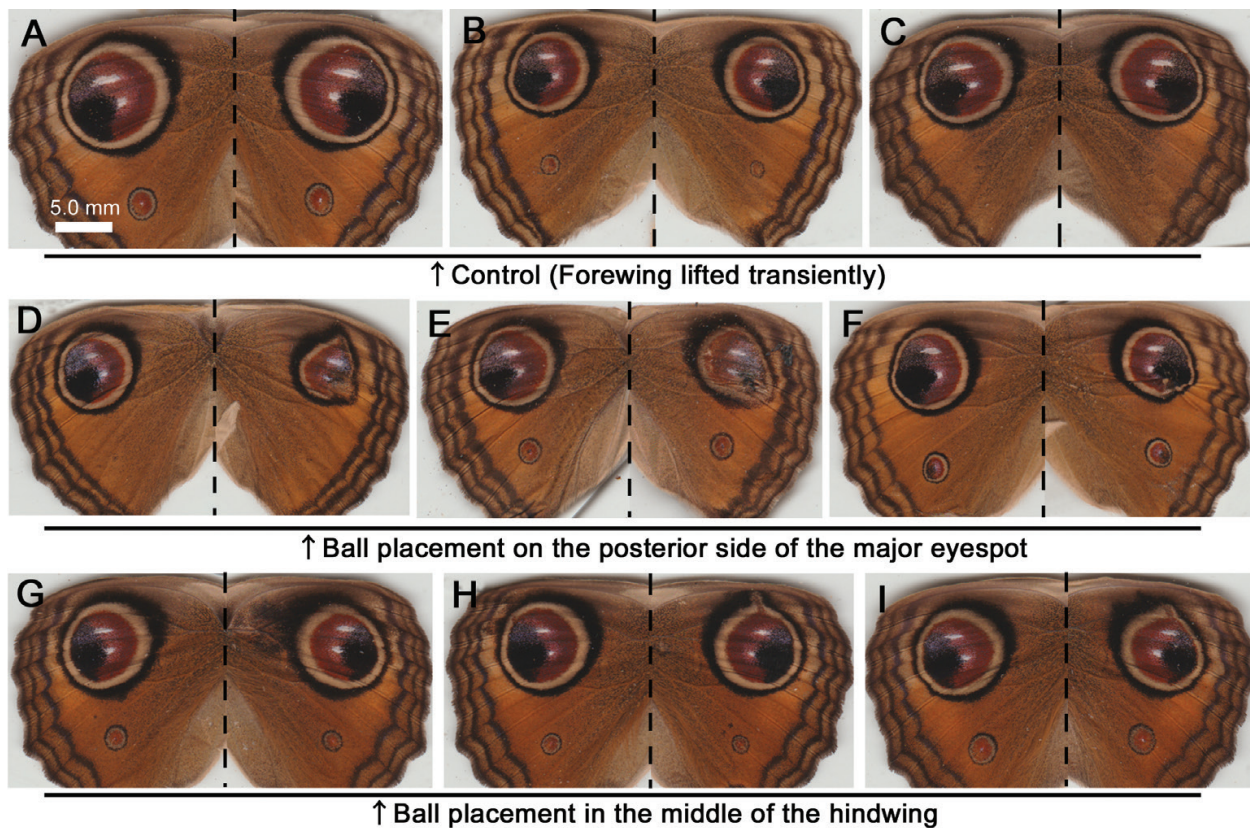 A B C
5.0 mm
↑ Control (Forewing lifted transiently)
D E F
↑ Ball placement on the posterior side of the major eyespot
G H I
↑ Ball placement in the middle of the hindwing